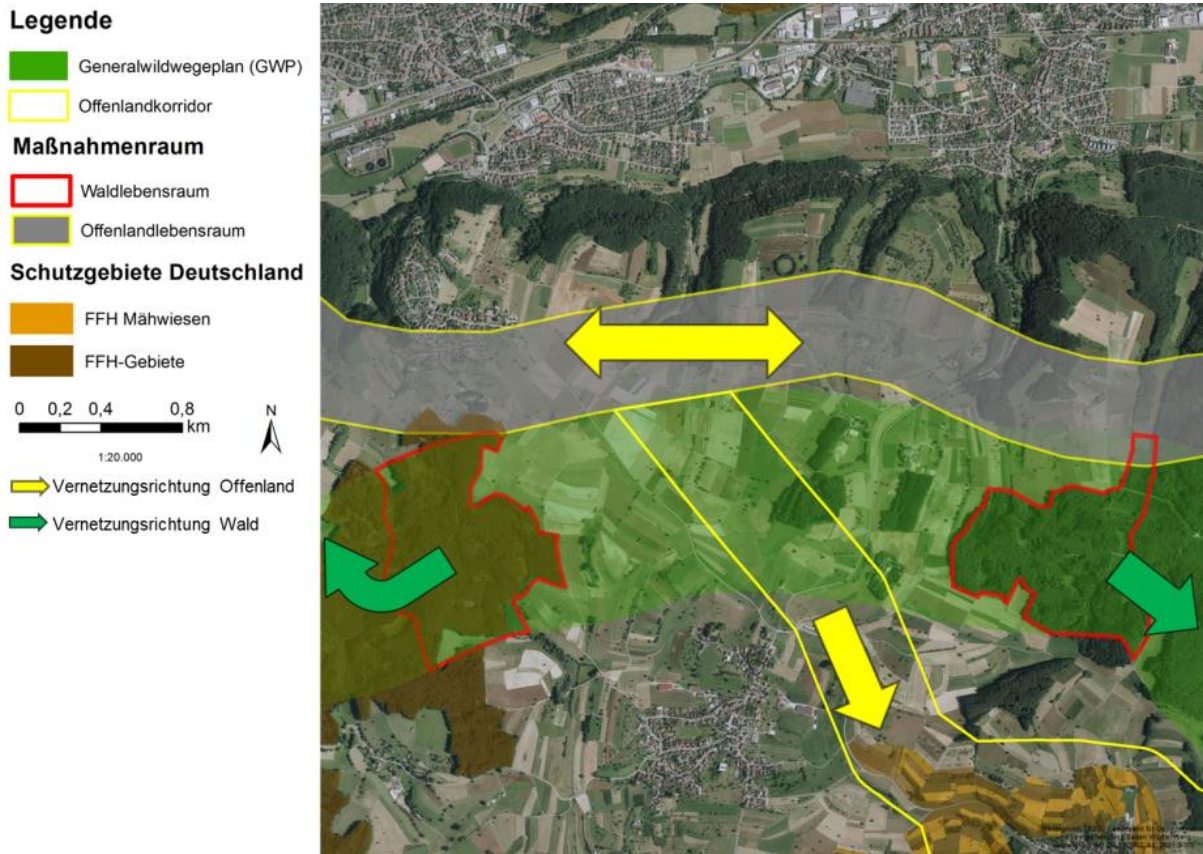 Legende
Generalwildwegeplan (GWP)
Offenlandkorridor
Maßnahmenraum
Waldlebensraum
Offenlandlebensraum
Schutzgebiete Deutschland
FFH Mähwiesen
FFH-Gebiete
0 0,2 0,4 0,8
km
N
1:20.000
Vernetzungsrichtung Offenland
Vernetzungsrichtung Wald